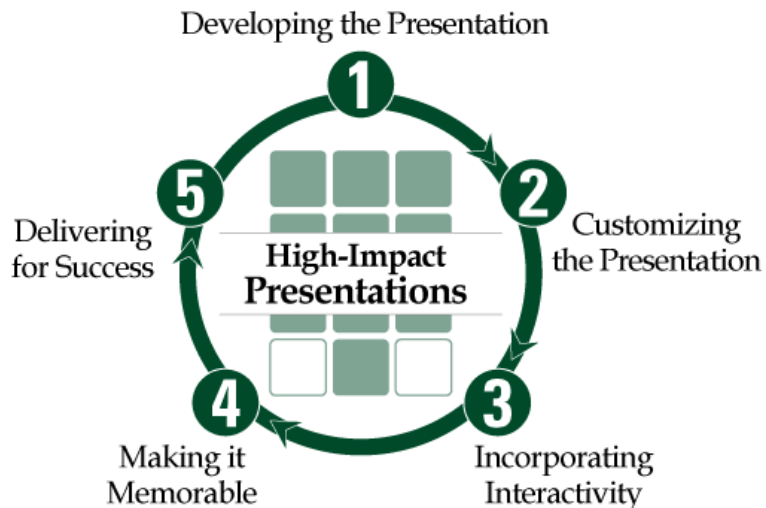 Developing the Presentation
1
2
Customizing
the Presentation
3
Incorporating
Interactivity
4
Making it
Memorable
5
Delivering
for Success
High-Impact
Presentations